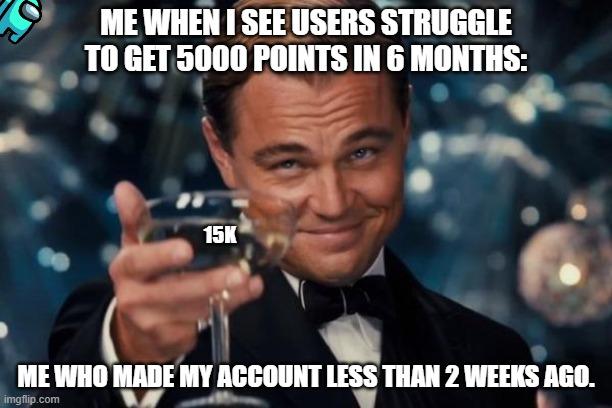 ME WHEN I SEE USERS STRUGGLE
TO GET 5000 POINTS IN 6 MONTHS:
15K
ME WHO MADE MY ACCOUNT LESS THAN 2 WEEKS AGO.
imgflip.com